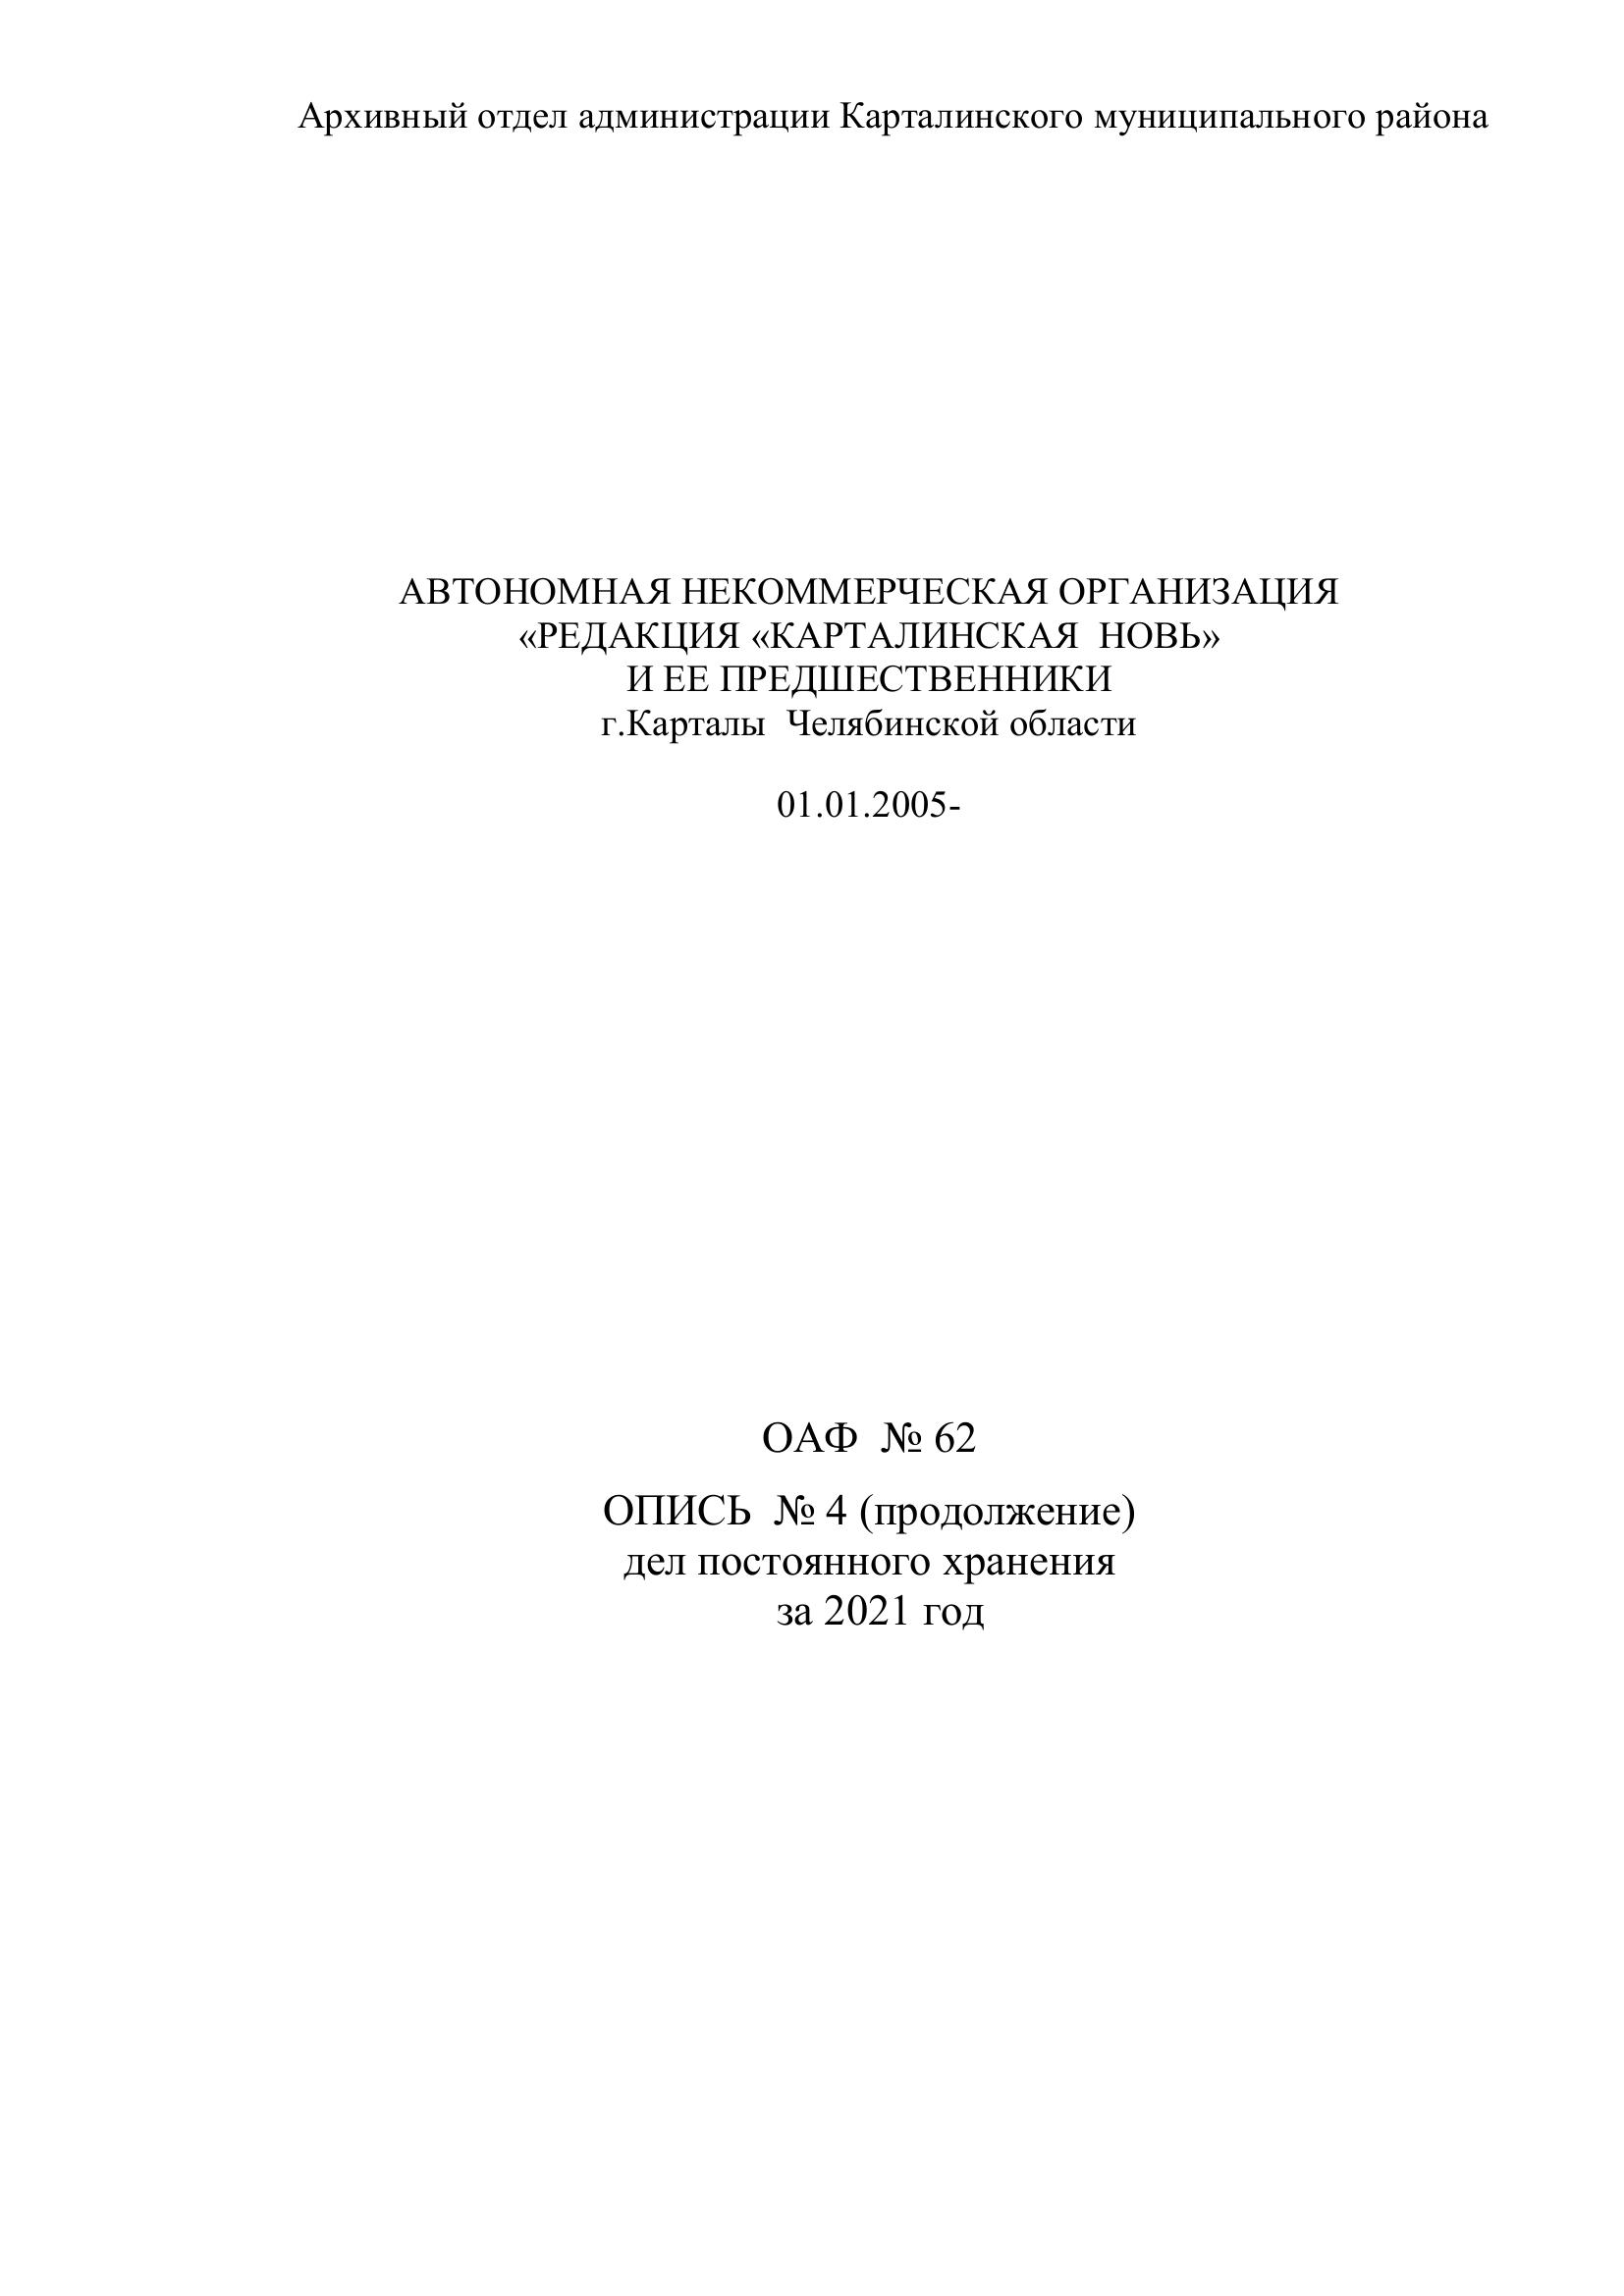 Архивный отдел администрации Карталинского муниципального района
АВТОНОМНАЯ НЕКОММЕРЧЕСКАЯ ОРГАНИЗАЦИЯ
«РЕДАКЦИЯ «КАРТАЛИНСКАЯ  НОВЬ»
И ЕЕ ПРЕДШЕСТВЕННИКИ
г.Карталы  Челябинской области
01.01.2005-
ОАФ  № 62
ОПИСЬ  № 4 (продолжение)
дел постоянного хранения
за 2021 год